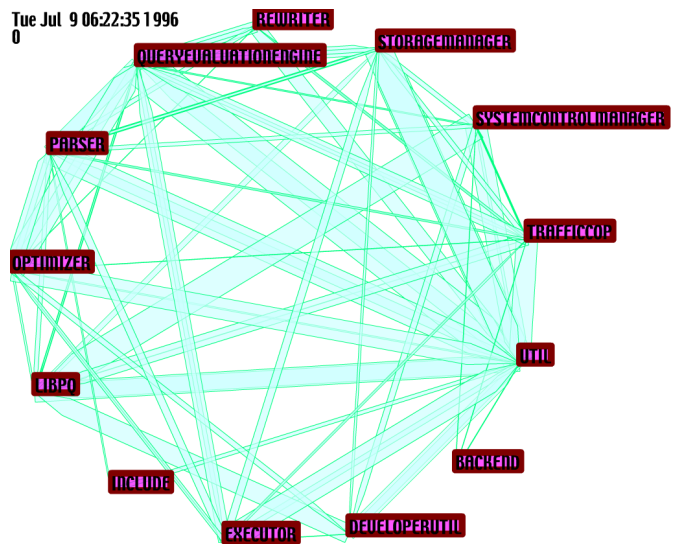 Tue Jul 9 06:22:35 1996
0
REWRITER
STORAGEMANAGER
QUERYEVALUATIONENGINE
SYSTEMCONTROLMANAGER
PARSER
TRAFFICCOP
OPTIMIZER
UTIL
LIBPQ
BACKEND
INCLUDE
DEVELOPERUTIL
EXECUTOR